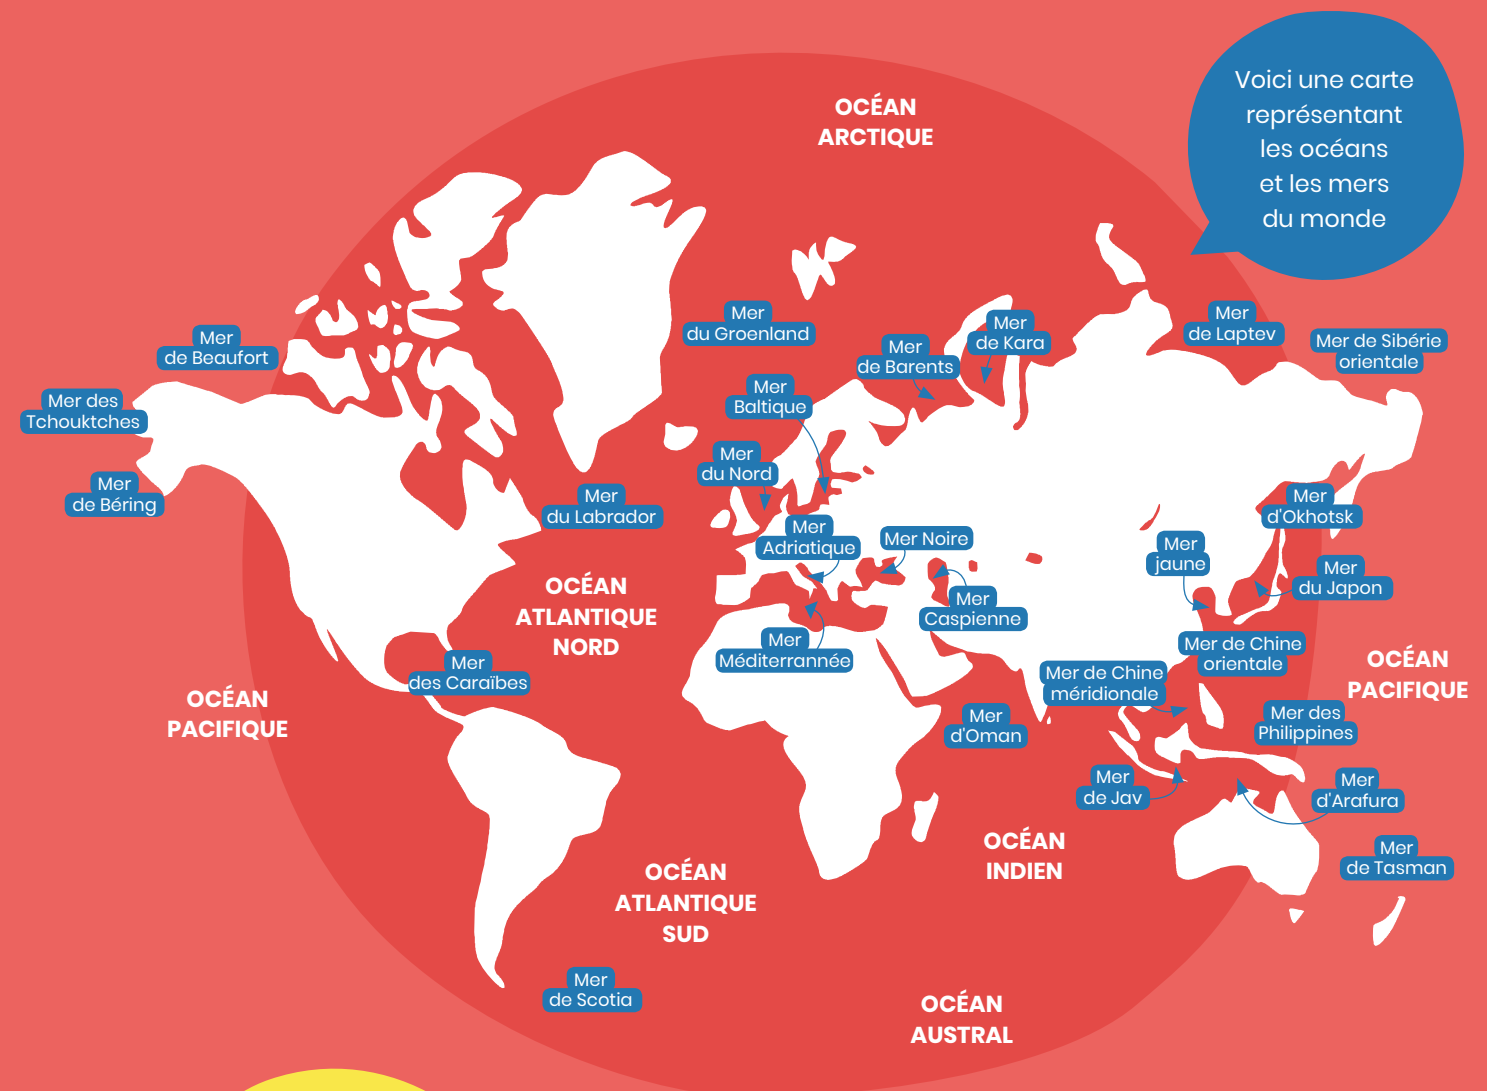 Voici une carte
représentant
les océans
et les mers
du monde
OCÉAN
ARCTIQUE
Mer
du Groenland
Mer
de Kara
Mer
de Laptev
Mer de Sibérie
orientale
Mer
de Beaufort
Mer
de Barents
Mer des
Tchouktches
Mer
Baltique
Mer
du Nord
Mer
de Béring
Mer
du Labrador
Mer
d'Okhotsk
Mer
Adriatique
Mer Noire
Mer
jaune
Mer
du Japon
OCÉAN
ATLANTIQUE
NORD
Mer
Caspienne
Mer
Méditerrannée
Mer de Chine
orientale
Mer
des Caraïbes
Mer de Chine
méridionale
OCÉAN
PACIFIQUE
OCÉAN
PACIFIQUE
Mer
d'Oman
Mer des
Philippines
Mer
de Jav
Mer
d'Arafura
OCÉAN
INDIEN
Mer
de Tasman
OCÉAN
ATLANTIQUE
SUD
Mer
de Scotia
OCÉAN
AUSTRAL